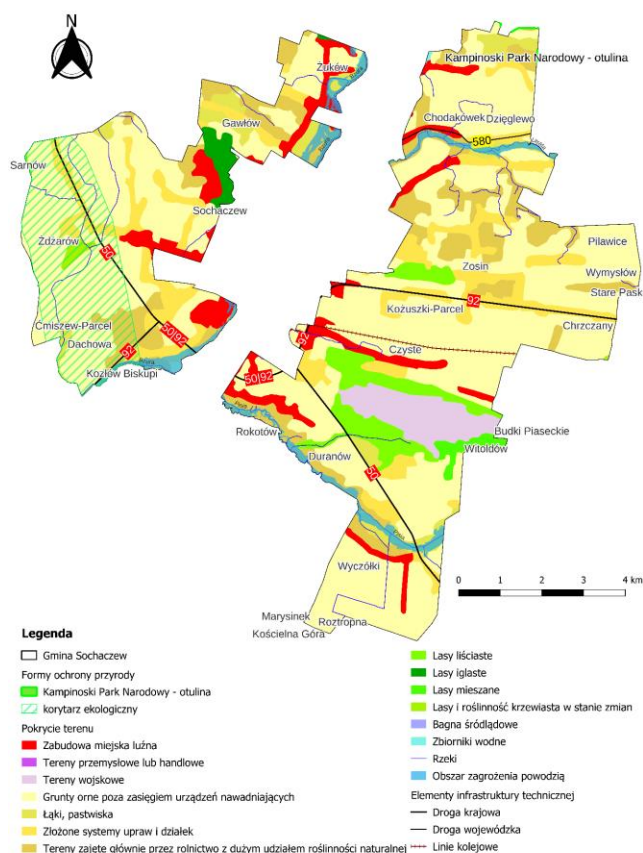 N
Kampinoski Park Narodowy - otulina
Żuków
Chodakówek
Dzięglewo
580
Gawłów
Sarnów
Sochaczew
Zdżarów
50
Pilawice
Zosin
Wymysłów
Stare Pask
92
Kożuszki-Parcel
Chrzczany
Cmiszew-Parcel
50|92
Dachowa
92
Kozłów Biskupi
92
Czyste
50|92
Rokotów
Budki Piaseckie
Witoldów
Duranów
50
Wyczółki
0 1 2 3 4 km
Marysinek
Roztropna
Kościelna Góra
Legenda
Gmina Sochaczew
Formy ochrony przyrody
Kampinoski Park Narodowy - otulina
korytarz ekologiczny
Pokrycie terenu
Zabudowa miejska luźna
Tereny przemysłowe lub handlowe
Tereny wojskowe
Grunty orne poza zasięgiem urządzeń nawadniających
Łąki, pastwiska
Złożone systemy upraw i działek
Tereny zajęte głównie przez rolnictwo z dużym udziałem roślinności naturalnej
Lasy liściaste
Lasy iglaste
Lasy mieszane
Lasy i roślinność krzewiasta w stanie zmian
Bagna śródlądowe
Zbiorniki wodne
Rzeki
Obszar zagrożenia powodzią
Elementy infrastruktury technicznej
Droga krajowa
Droga wojewódzka
Linie kolejowe